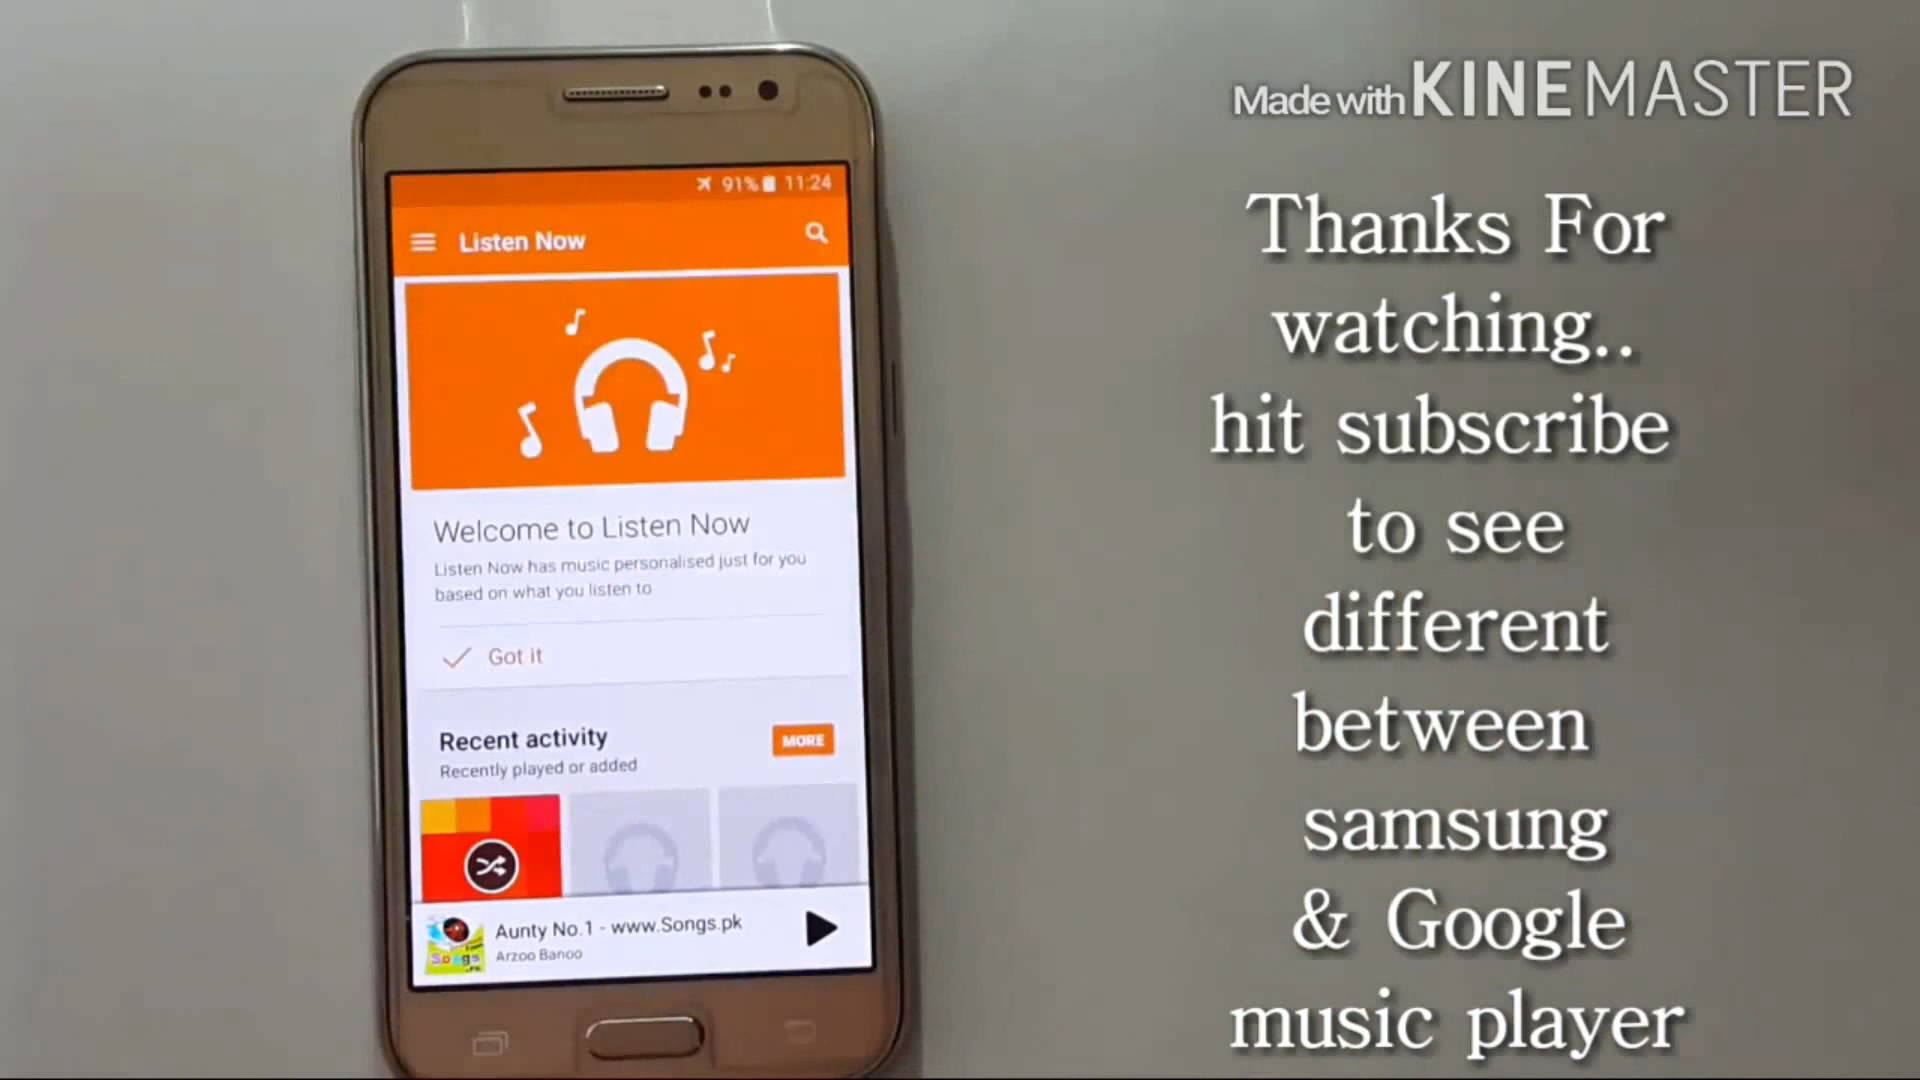 Made with KINEMASTER
91% 11:24
Listen Now
Welcome to Listen Now
Listen Now has music personalised just for you
based on what you listen to
Got it
Recent activity
MORE
Recently played or added
Aunty No.1 - www.Songs.pk
Arzoo Banoo
Songs
.PK
Thanks For
watching..
hit subscribe
to see
different
between
samsung
& Google
music player